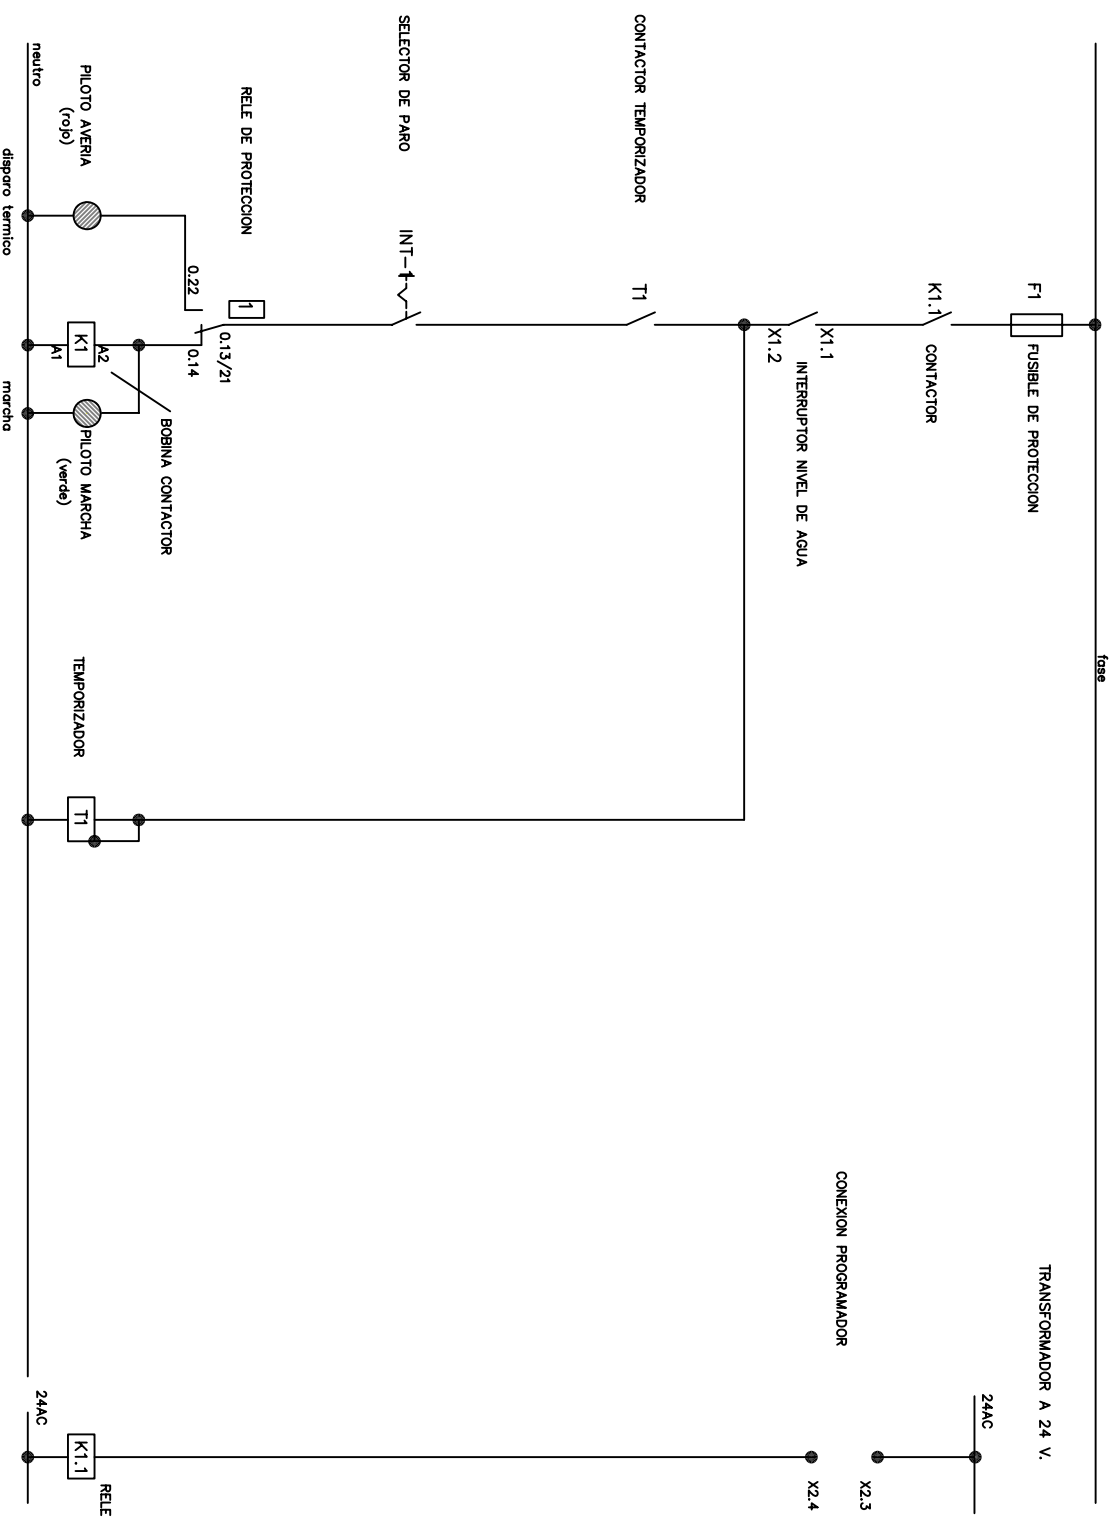 fase
TRANSFORMADOR A 24 V.
F1
FUSIBLE DE PROTECCION
24AC
K1.1
CONTACTOR
X2.3
X1.1
CONEXION PROGRAMADOR
INTERRUPTOR NIVEL DE AGUA
X2.4
X1.2
CONTACTOR TEMPORIZADOR
T1
SELECTOR DE PARO
INT-1
RELE DE PROTECCION
1
0.13/21
0.22
0.14
BOBINA CONTACTOR
PILOTO AVERIA
(rojo)
K1
A2
A1
PILOTO MARCHA
(verde)
TEMPORIZADOR
T1
K1.1
RELE
neutro
24AC
disparo termico
marcha